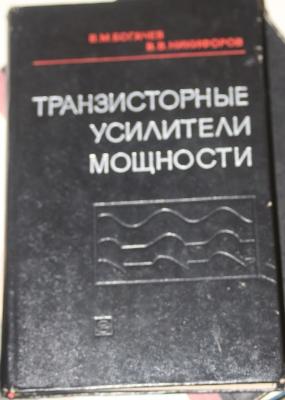 В.М.БОГАЧЕВ
В.В.НИКИФОРОВ
ТРАНЗИСТОРНЫЕ
УСИЛИТЕЛИ
МОЩНОСТИ